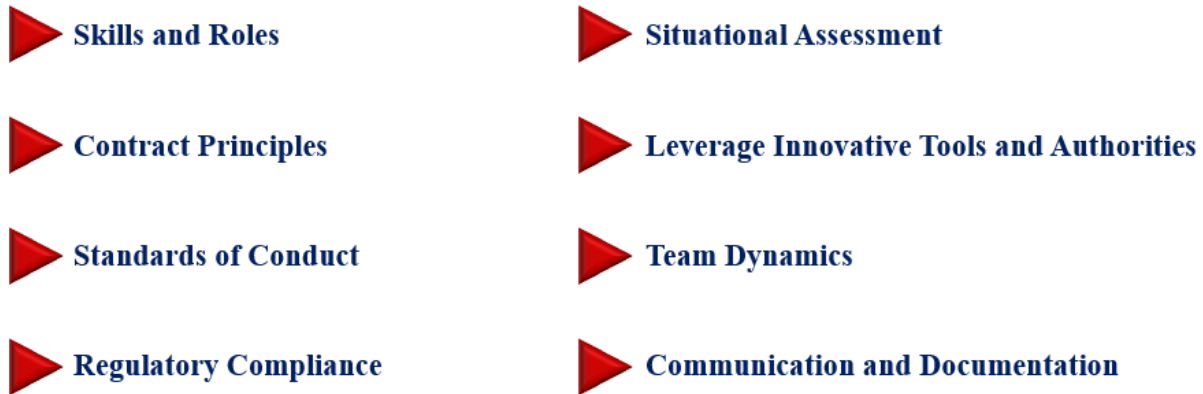 Skills and Roles
Situational Assessment
Contract Principles
Leverage Innovative Tools and Authorities
Standards of Conduct
Team Dynamics
Regulatory Compliance
Communication and Documentation